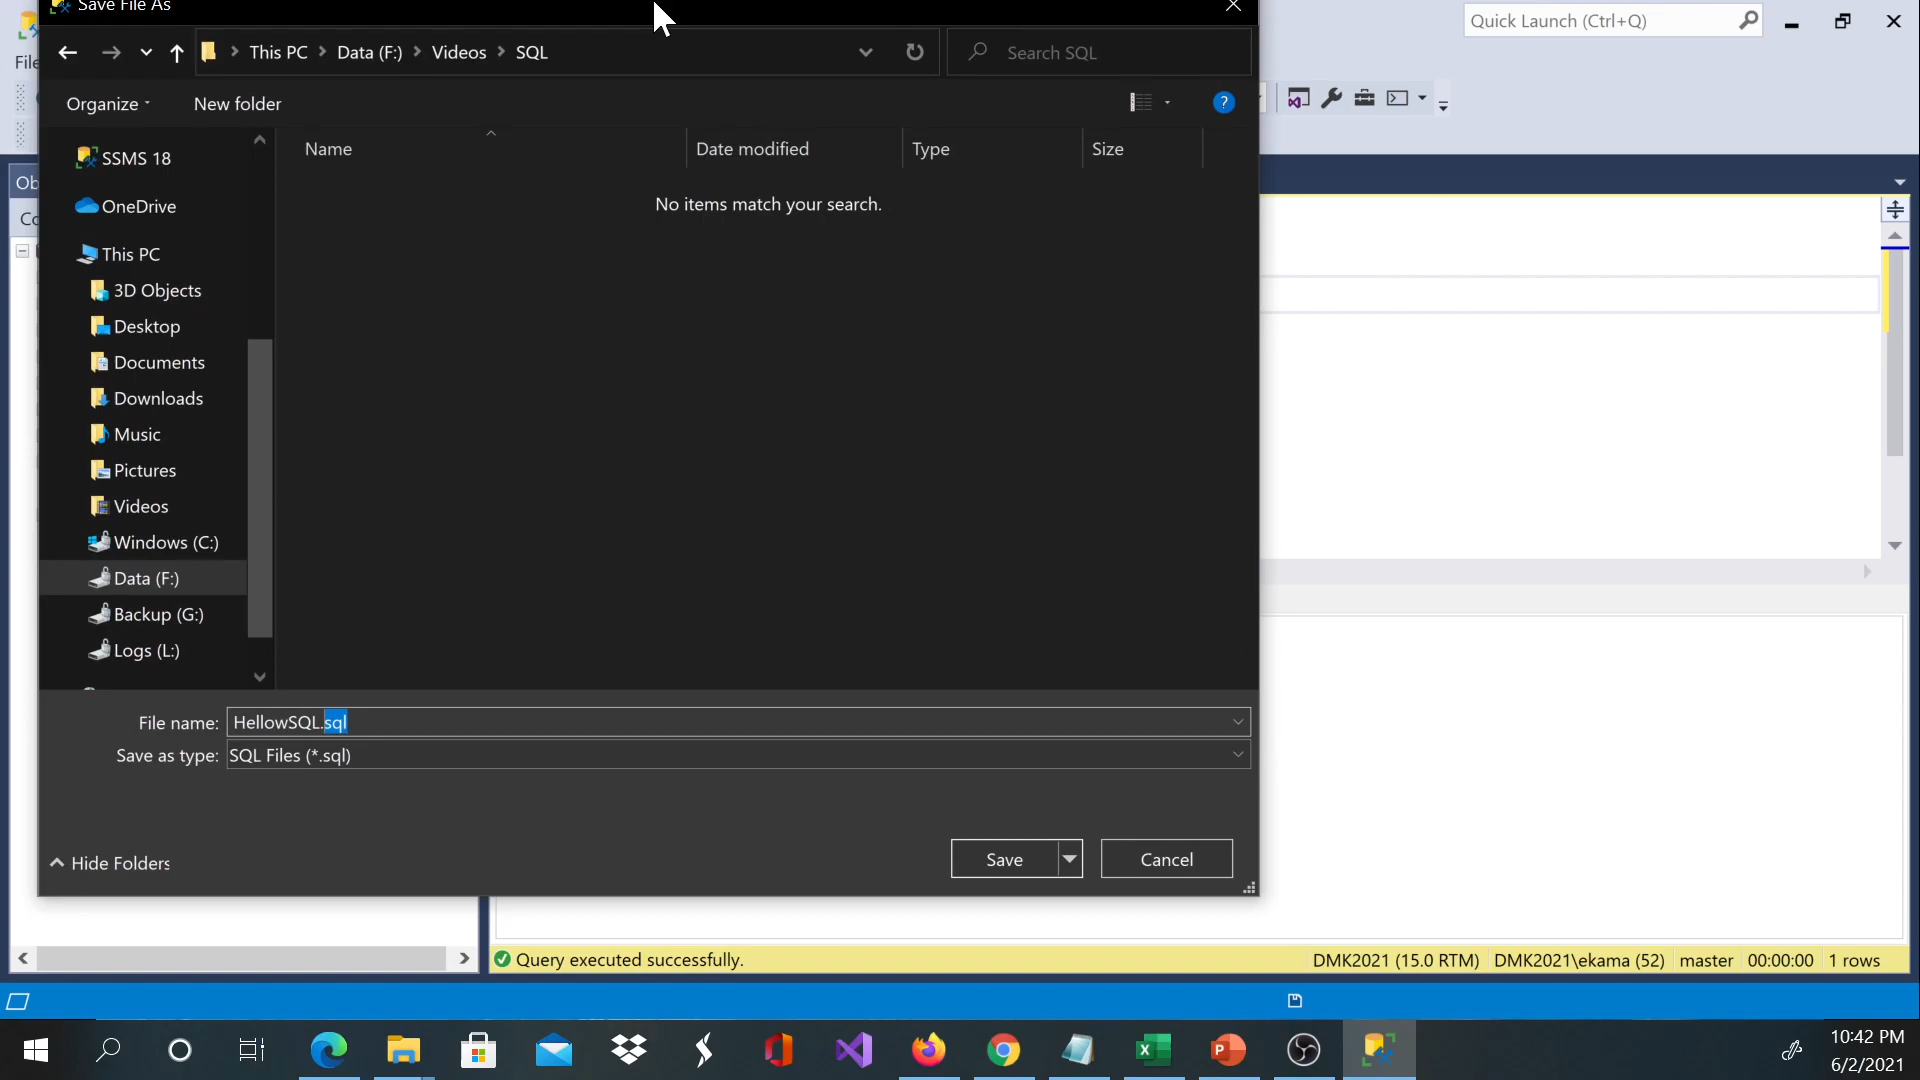 Save File As
Quick Launch (Ctrl+Q)
File
This PC > Data (F:) > Videos > SQL
Search SQL
Organize
New folder
Name
Date modified
Type
Size
No items match your search.
SSMS 18
OneDrive
This PC
3D Objects
Desktop
Documents
Downloads
Music
Pictures
Videos
Windows (C:)
Data (F:)
Backup (G:)
Logs (L:)
Ob
Co
File name: HellowSQL.sql
Save as type: SQL Files (*.sql)
Hide Folders
Save
Cancel
Query executed successfully.
DMK2021 (15.0 RTM)
DMK2021\ekama (52)
master
00:00:00
1 rows
10:42 PM
6/2/2021